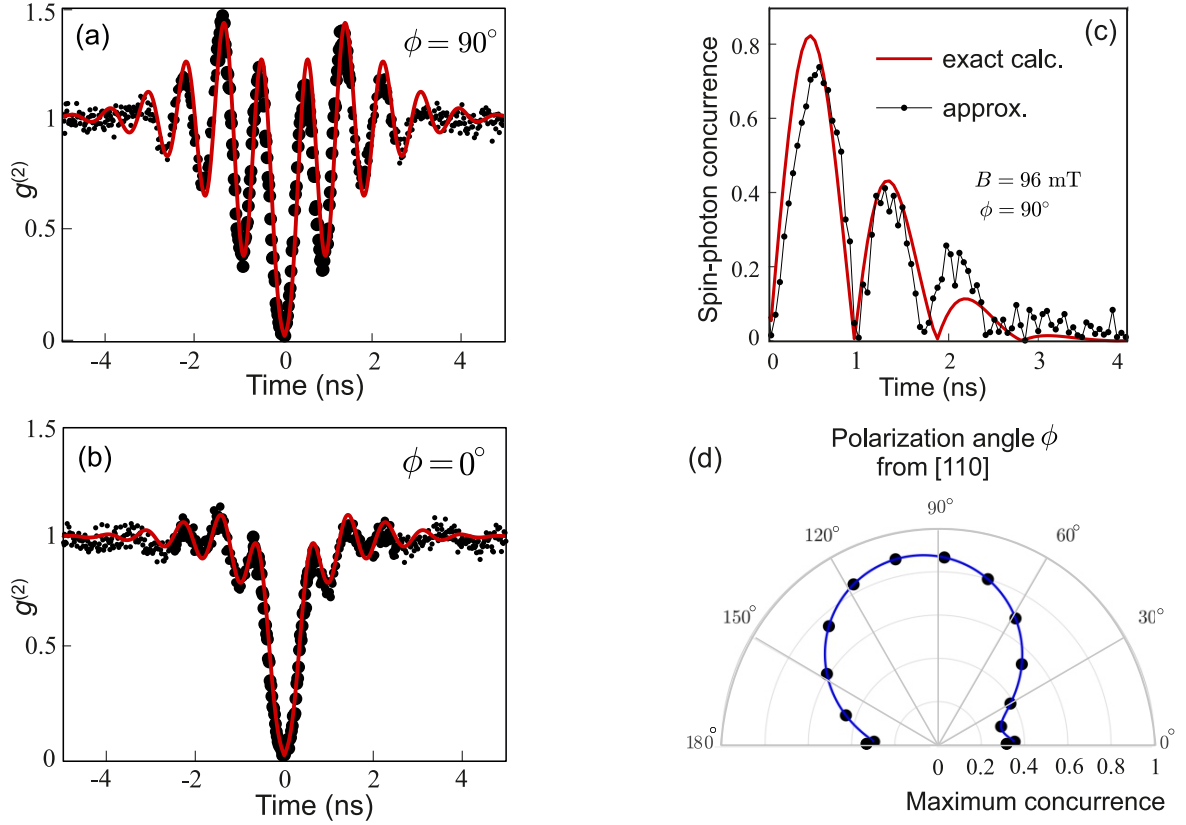 (a)
ϕ = 90°
1.5
1
0.5
0
g⁽²⁾
-4 -2 0 2 4
Time (ns)
(b)
ϕ = 0°
1.5
1
0.5
0
g⁽²⁾
-4 -2 0 2 4
Time (ns)
(c)
exact calc.
approx.
B = 96 mT
ϕ = 90°
0.8
0.6
0.4
0.2
0
Spin-photon concurrence
0 1 2 3 4
Time (ns)
(d)
Polarization angle ϕ
from [110]
90°
120° 60°
150° 30°
180° 0°
0 0.2 0.4 0.6 0.8 1
Maximum concurrence